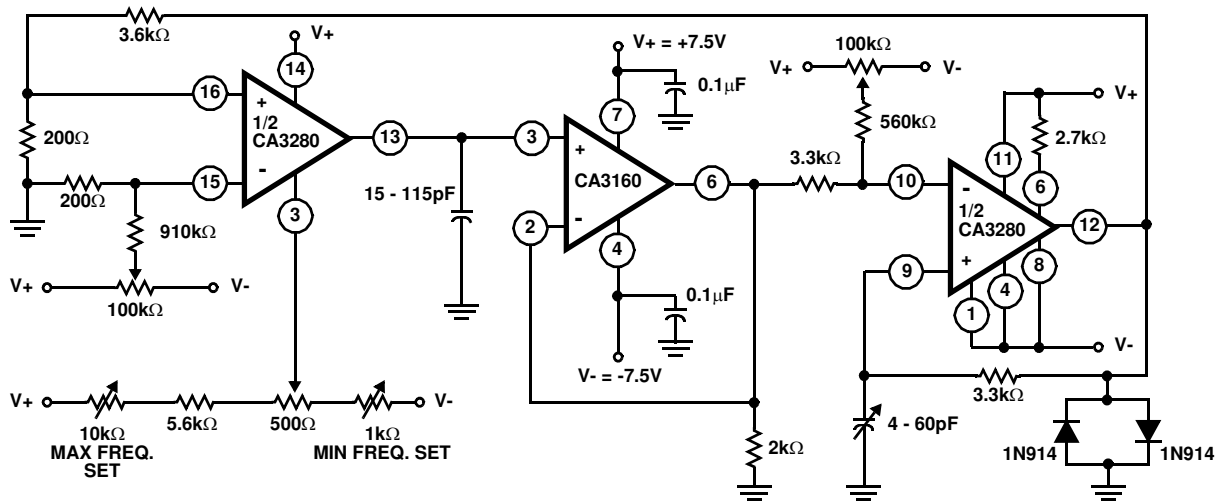 3.6kΩ
V+
14
16
+
1/2
CA3280
-
13
200Ω
15
200Ω
3
910kΩ
V+
V-
100kΩ
15 - 115pF
V+
V-
10kΩ
5.6kΩ
500Ω
1kΩ
MAX FREQ.
SET
MIN FREQ. SET
V+ = +7.5V
0.1μF
7
3
+
CA3160
-
6
2
4
0.1μF
V- = -7.5V
2kΩ
100kΩ
V+
V-
560kΩ
3.3kΩ
10
11
V+
2.7kΩ
6
-
1/2
CA3280
+
12
9
8
4
1
V-
3.3kΩ
4 - 60pF
1N914
1N914